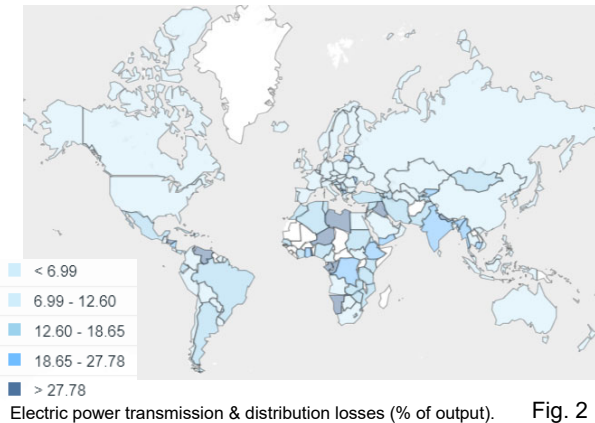 < 6.99
6.99 - 12.60
12.60 - 18.65
18.65 - 27.78
> 27.78
Electric power transmission & distribution losses (% of output). Fig. 2